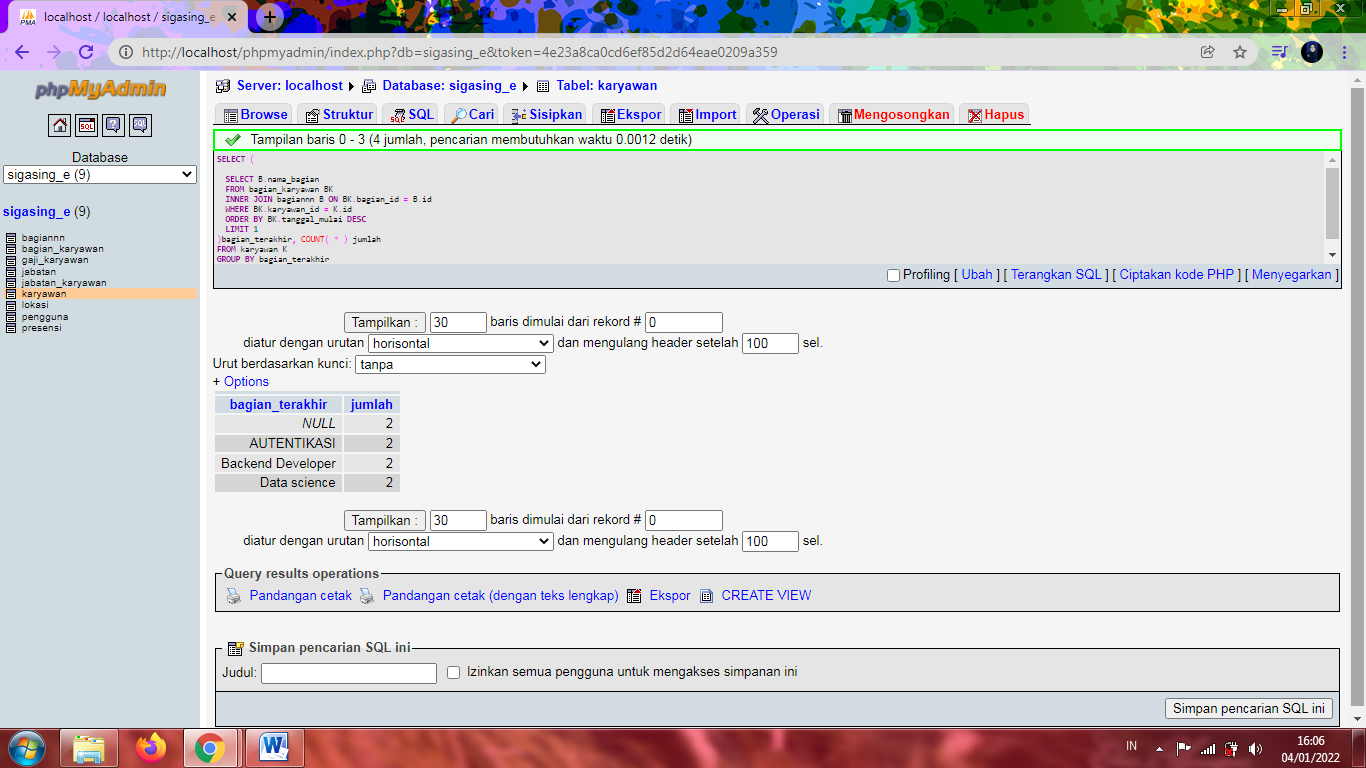 PMA
localhost / localhost / sigasing_e
http://localhost/phpmyadmin/index.php?db=sigasing_e&token=4e23a8ca0cd6ef85d2d64eae0209a359
phpMyAdmin
SQL
Database
sigasing_e (9)
sigasing_e (9)
bagiannn
bagian_karyawan
gaji_karyawan
jabatan
jabatan_karyawan
karyawan
lokasi
pengguna
presensi
Server: localhost Database: sigasing_e Tabel: karyawan
Browse Struktur SQL Cari Sisipkan Ekspor Import Operasi Mengosongkan Hapus
Tampilan baris 0 - 3 (4 jumlah, pencarian membutuhkan waktu 0.0012 detik)
SELECT (
SELECT B.nama_bagian
FROM bagian_karyawan BK
INNER JOIN bagiannn B ON BK.bagian_id = B.id
WHERE BK.karyawan_id = K.id
ORDER BY BK.tanggal_mulai DESC
LIMIT 1
)bagian_terakhir, COUNT( * ) jumlah
FROM karyawan K
GROUP BY bagian_terakhir
Profiling [ Ubah ] [ Terangkan SQL ] [ Ciptakan kode PHP ] [ Menyegarkan ]
Tampilkan : 30 baris dimulai dari rekord # 0
diatur dengan urutan horisontal dan mengulang header setelah 100 sel.
Urut berdasarkan kunci: tanpa
+ Options
bagian_terakhir jumlah
NULL 2
AUTENTIKASI 2
Backend Developer 2
Data science 2
Tampilkan : 30 baris dimulai dari rekord # 0
diatur dengan urutan horisontal dan mengulang header setelah 100 sel.
Query results operations
Pandangan cetak Pandangan cetak (dengan teks lengkap) Ekspor CREATE VIEW
Simpan pencarian SQL ini
Judul: Izinkan semua pengguna untuk mengakses simpanan ini
Simpan pencarian SQL ini
IN
16:06
04/01/2022